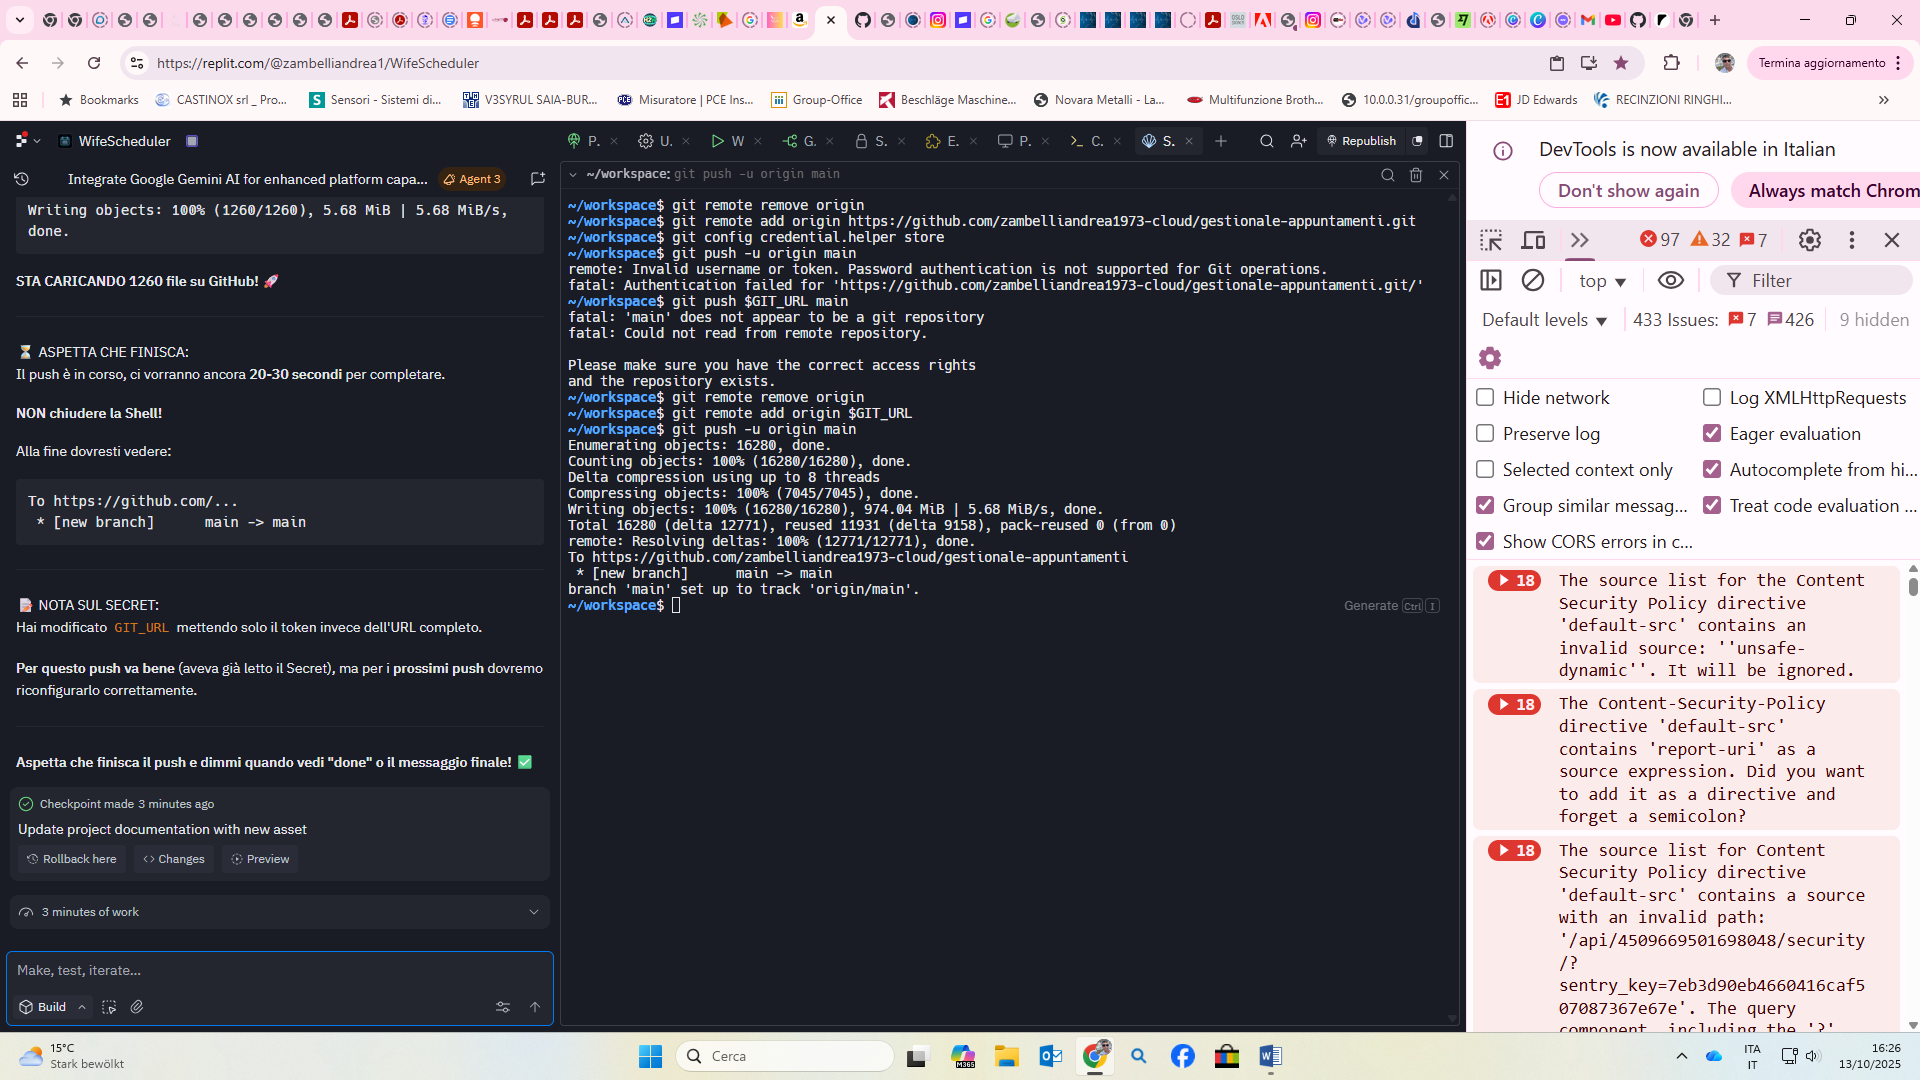 https://replit.com/@zambelliandrea1/WifeScheduler
Termina aggiornamento
Bookmarks
CASTINOX srl _ Pro...
Sensori - Sistemi di...
V3SYRUL SAIA-BUR...
Misuratore | PCE Ins...
Group-Office
Beschläge Maschine...
Novara Metalli - La...
Multifunzione Broth...
10.0.0.31/groupoffic...
JD Edwards
RECINZIONI RINGHI...
WifeScheduler
P.
U.
W
G.
S.
E.
P.
C.
S.
Republish
Integrate Google Gemini AI for enhanced platform capa...
Agent 3
Writing objects: 100% (1260/1260), 5.68 MiB | 5.68 MiB/s,
done.
STA CARICANDO 1260 file su GitHub! 🚀
⏳ ASPETTA CHE FINISCA:
Il push è in corso, ci vorranno ancora 20-30 secondi per completare.
NON chiudere la Shell!
Alla fine dovresti vedere:
To https://github.com/...
* [new branch]      main -> main
📝 NOTA SUL SECRET:
Hai modificato GIT_URL mettendo solo il token invece dell'URL completo.
Per questo push va bene (aveva già letto il Secret), ma per i prossimi push dovremo
riconfigurarlo correttamente.
Aspetta che finisca il push e dimmi quando vedi "done" o il messaggio finale! ✅
Checkpoint made 3 minutes ago
Update project documentation with new asset
Rollback here
Changes
Preview
3 minutes of work
Make, test, iterate...
Build
~/workspace: git push -u origin main
~/workspace$ git remote remove origin
~/workspace$ git remote add origin https://github.com/zambelliandrea1973-cloud/gestionale-appuntamenti.git
~/workspace$ git config credential.helper store
~/workspace$ git push -u origin main
remote: Invalid username or token. Password authentication is not supported for Git operations.
fatal: Authentication failed for 'https://github.com/zambelliandrea1973-cloud/gestionale-appuntamenti.git/'
~/workspace$ git push $GIT_URL main
fatal: 'main' does not appear to be a git repository
fatal: Could not read from remote repository.
Please make sure you have the correct access rights
and the repository exists.
~/workspace$ git remote remove origin
~/workspace$ git remote add origin $GIT_URL
~/workspace$ git push -u origin main
Enumerating objects: 16280, done.
Counting objects: 100% (16280/16280), done.
Delta compression using up to 8 threads
Compressing objects: 100% (7045/7045), done.
Writing objects: 100% (16280/16280), 974.04 MiB | 5.68 MiB/s, done.
Total 16280 (delta 12771), reused 11931 (delta 9158), pack-reused 0 (from 0)
remote: Resolving deltas: 100% (12771/12771), done.
To https://github.com/zambelliandrea1973-cloud/gestionale-appuntamenti
* [new branch]      main -> main
branch 'main' set up to track 'origin/main'.
~/workspace$
Generate Ctrl I
DevTools is now available in Italian
Don't show again
Always match Chrom
97
32
7
top
Filter
Default levels
433 Issues:
7
426
9 hidden
Hide network
Log XMLHttpRequests
Preserve log
Eager evaluation
Selected context only
Autocomplete from hi...
Group similar messag...
Treat code evaluation ...
Show CORS errors in c...
18
The source list for the Content
Security Policy directive
'default-src' contains an
invalid source: ''unsafe-
dynamic''. It will be ignored.
18
The Content-Security-Policy
directive 'default-src'
contains 'report-uri' as a
source expression. Did you want
to add it as a directive and
forget a semicolon?
18
The source list for Content
Security Policy directive
'default-src' contains a source
with an invalid path:
'/api/4509669501698048/security
/?
sentry_key=7eb3d90eb4660416caf5
07087367e67e'. The query
component, including the '?'
15°C
Stark bewölkt
Cerca
M365
ITA
IT
16:26
13/10/2025